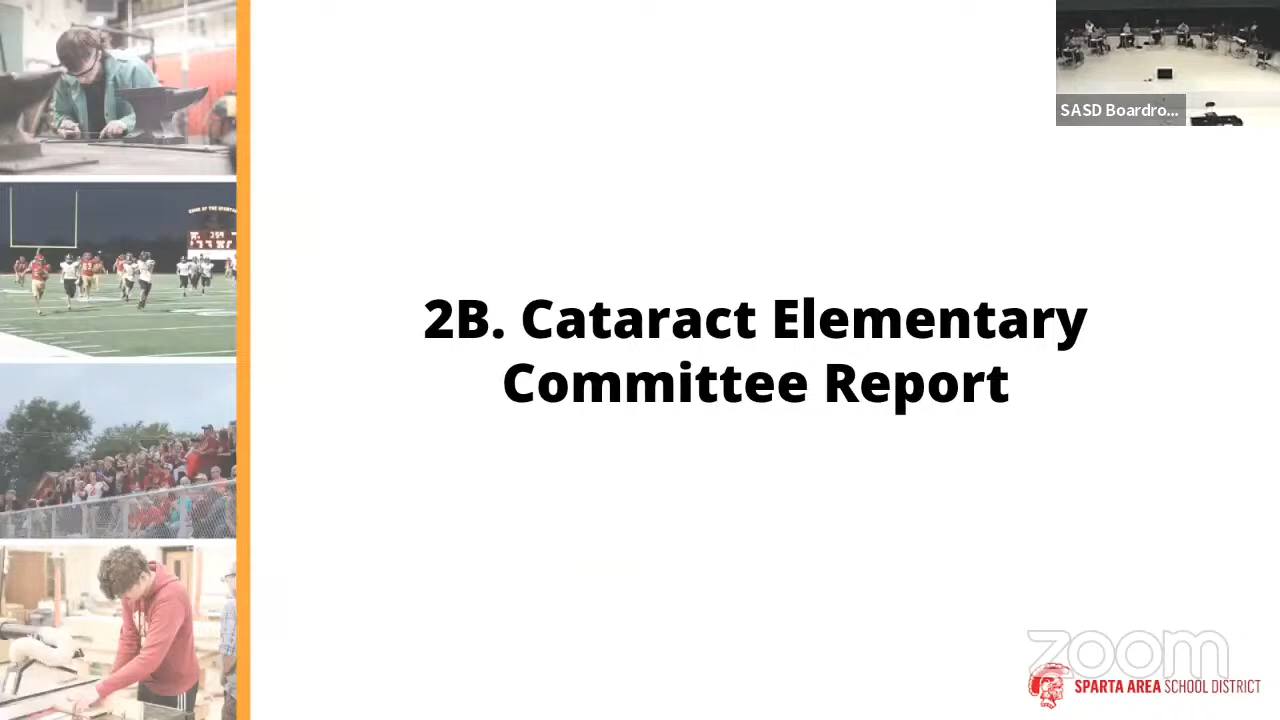 SASD Boardro...
2B. Cataract Elementary
Committee Report
zoom
SPARTA AREA SCHOOL DISTRICT